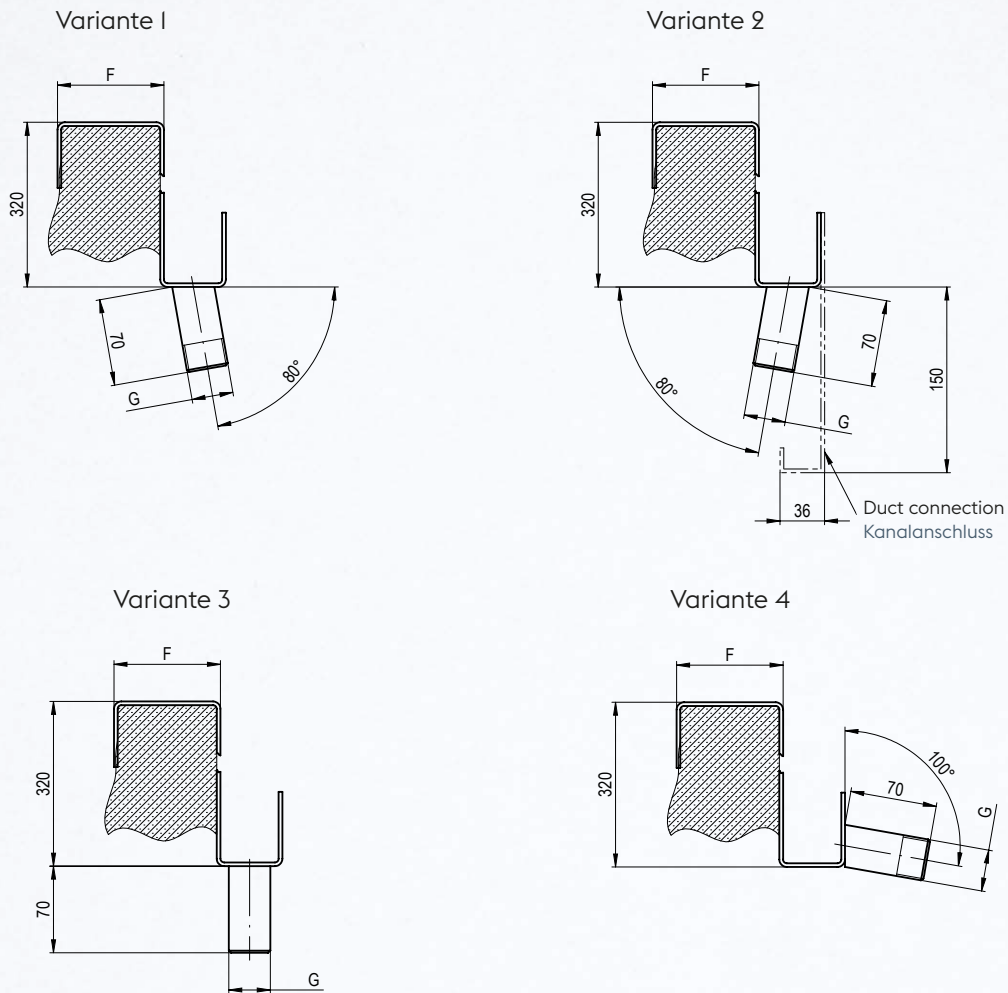 Variante 1
F
320
70
G
80°
Variante 2
F
320
80°
70
G
150
36
Duct connection
Kanalanschluss
Variante 3
F
320
70
G
Variante 4
F
320
100°
70
G